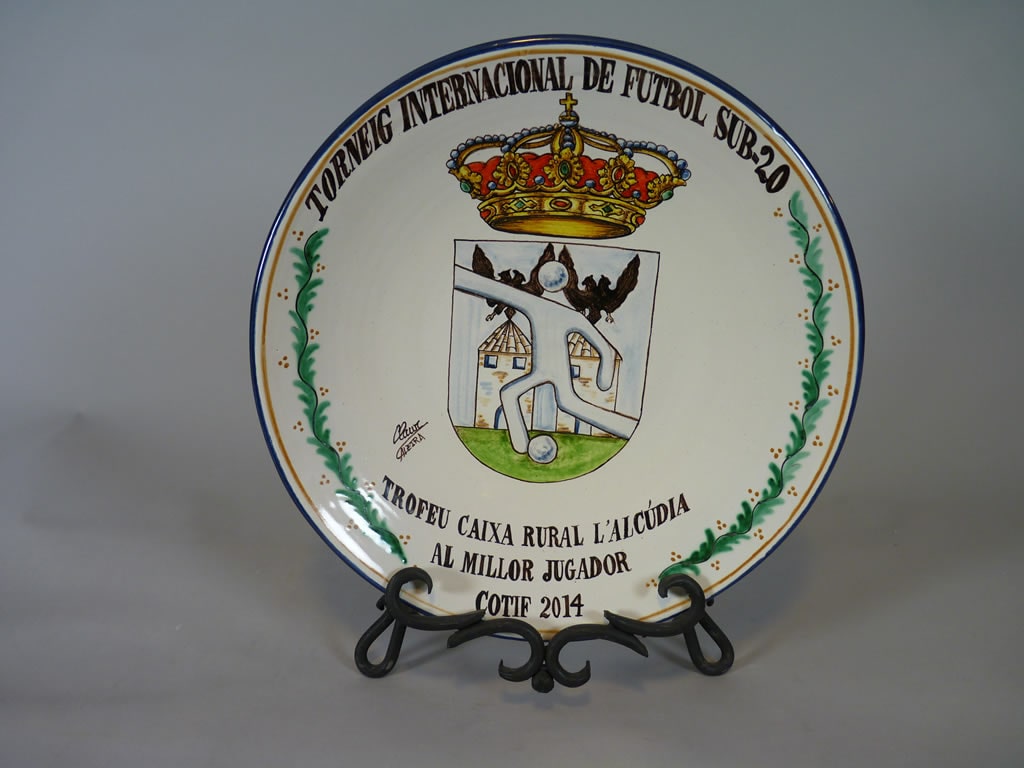 TORNEIG INTERNACIONAL DE FUTBOL SUB-20
TROFEU CAIXA RURAL L'ALCÚDIA
AL MILLOR JUGADOR
COTIF 2014